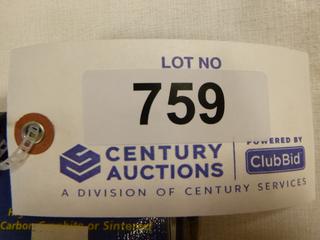 LOT NO
759
CENTURY
AUCTIONS
POWERED BY
ClubBid
A DIVISION OF CENTURY SERVICES
Carbon Graphite or Sintered